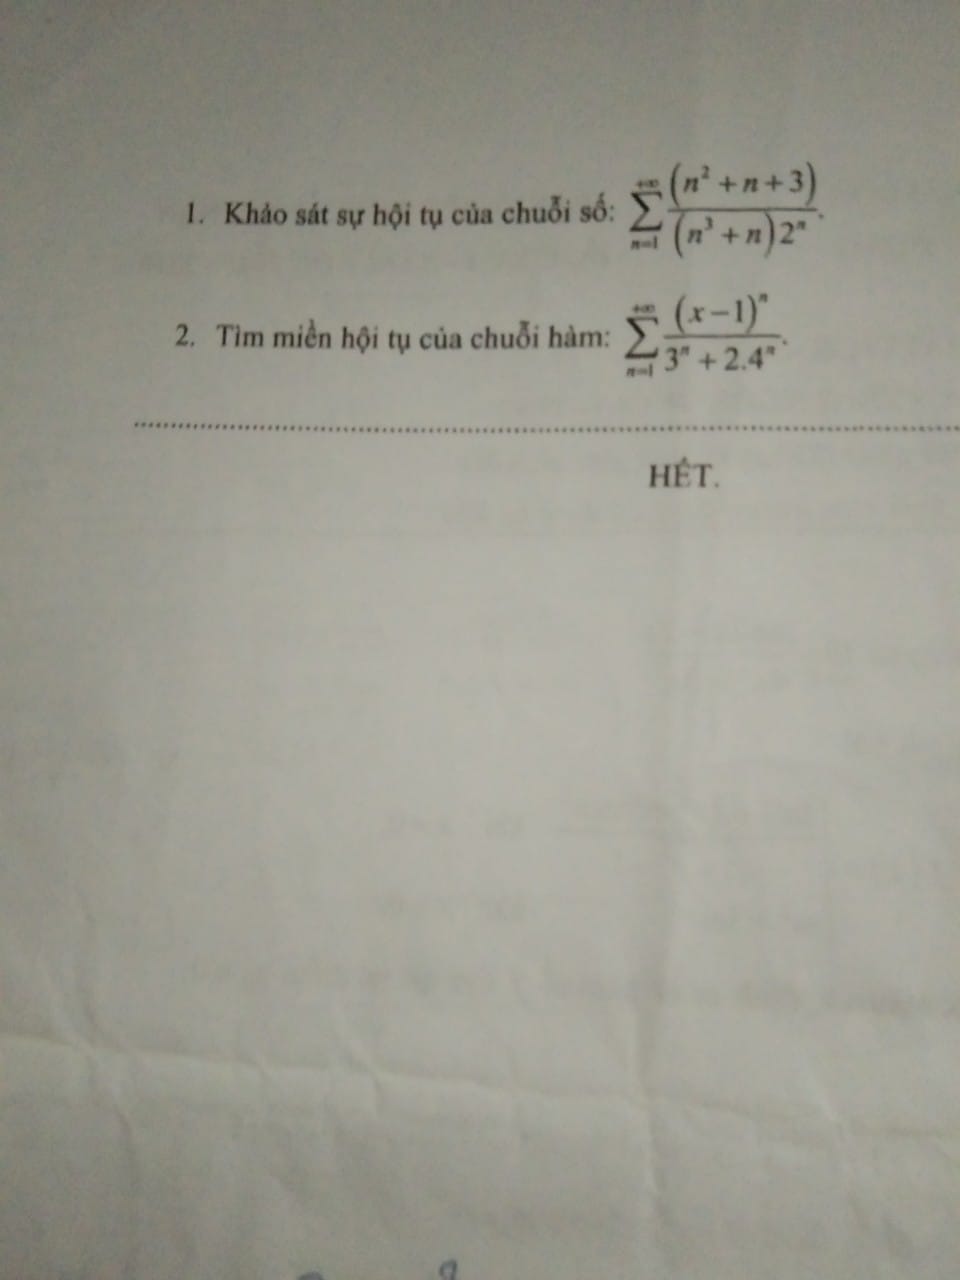 1. Khảo sát sự hội tụ của chuỗi số: \sum_{n=1}^{+\infty} \frac{(n^2+n+3)}{(n^3+n)2^n}.
2. Tìm miền hội tụ của chuỗi hàm: \sum_{n=1}^{+\infty} \frac{(x-1)^n}{3^n+2.4^n}.
HẾT.